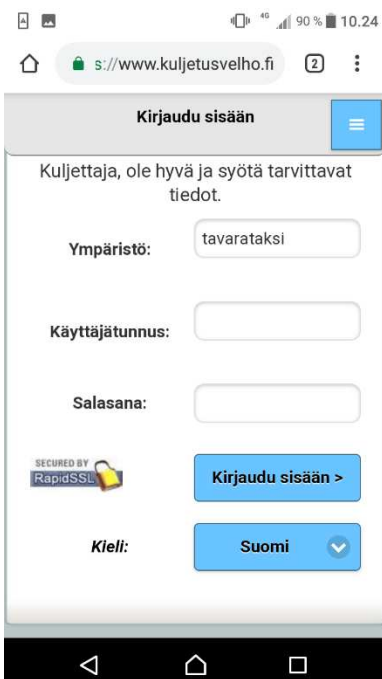 4G 90 % 10.24
s://www.kuljetusvelho.fi 2
Kirjaudu sisään
Kuljettaja, ole hyvä ja syötä tarvittavat
tiedot.
Ympäristö: tavarataksi
Käyttäjätunnus:
Salasana:
SECURED BY
RapidSSL
Kirjaudu sisään >
Kieli: Suomi